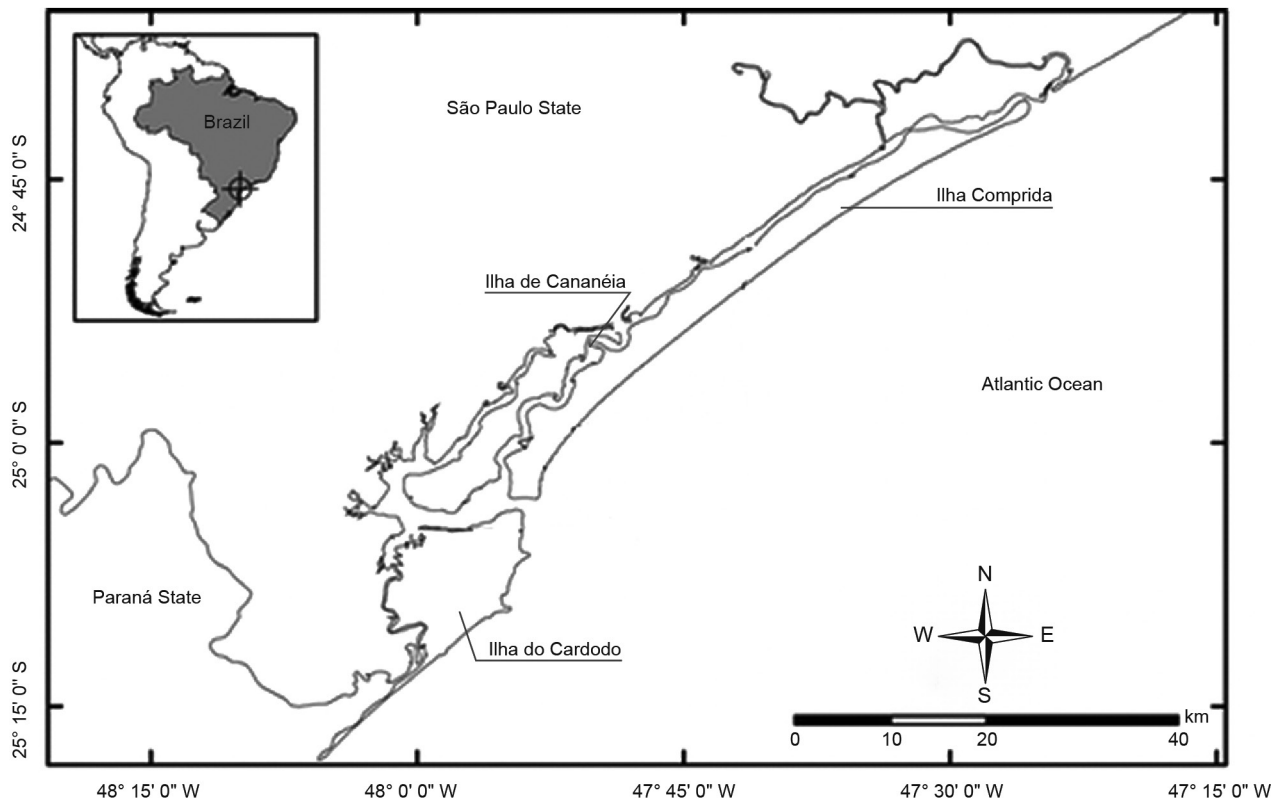 Brazil
São Paulo State
24° 45' 0" S
Ilha Comprida
Ilha de Cananéia
Atlantic Ocean
25° 0' 0" S
Paraná State
N
W
E
S
Ilha do Cardodo
25° 15' 0" S
km
0
10
20
40
48° 15' 0" W
48° 0' 0" W
47° 45' 0" W
47° 30' 0" W
47° 15' 0" W